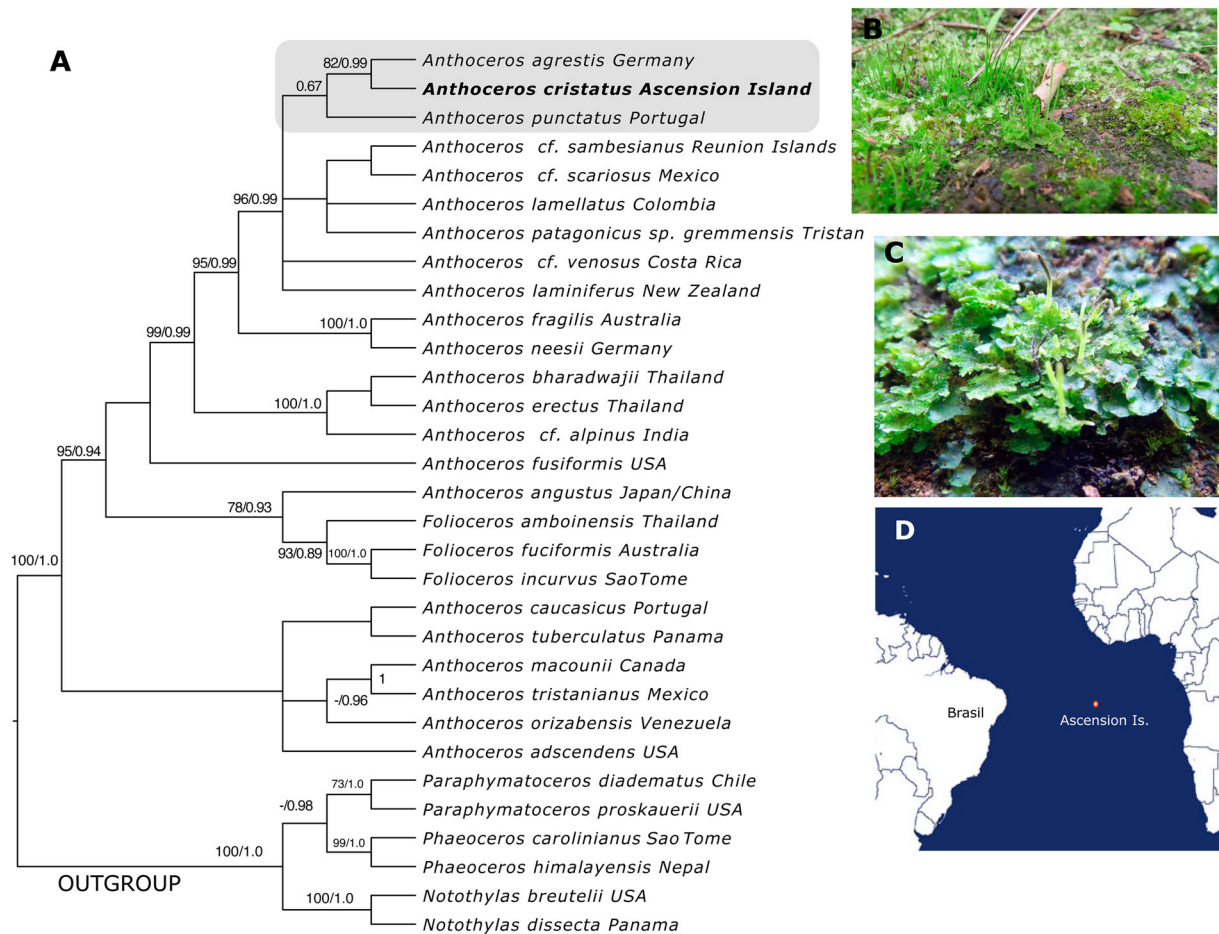 A
82/0.99
Anthoceros agrestis Germany
0.67
Anthoceros cristatus Ascension Island
Anthoceros punctatus Portugal
Anthoceros cf. sambesianus Reunion Islands
Anthoceros cf. scariosus Mexico
96/0.99
Anthoceros lamellatus Colombia
Anthoceros patagonicus sp. gremmensis Tristan
95/0.99
Anthoceros cf. venosus Costa Rica
Anthoceros laminiferus New Zealand
99/0.99
100/1.0
Anthoceros fragilis Australia
Anthoceros neesii Germany
Anthoceros bharadwajii Thailand
100/1.0
Anthoceros erectus Thailand
Anthoceros cf. alpinus India
95/0.94
Anthoceros fusiformis USA
Anthoceros angustus Japan/China
78/0.93
Folioceros amboinensis Thailand
93/0.89
100/1.0
Folioceros fuciformis Australia
100/1.0
Folioceros incurvus SaoTome
Anthoceros caucasicus Portugal
Anthoceros tuberculatus Panama
Anthoceros macounii Canada
1
-/0.96
Anthoceros tristanianus Mexico
Anthoceros orizabensis Venezuela
Anthoceros adscendens USA
73/1.0
Paraphymatoceros diadematus Chile
-/0.98
Paraphymatoceros proskauerii USA
99/1.0
Phaeoceros carolinianus Sao Tome
100/1.0
Phaeoceros himalayensis Nepal
OUTGROUP
100/1.0
Notothylas breutelii USA
Notothylas dissecta Panama
B
C
D
Brasil
Ascension Is.